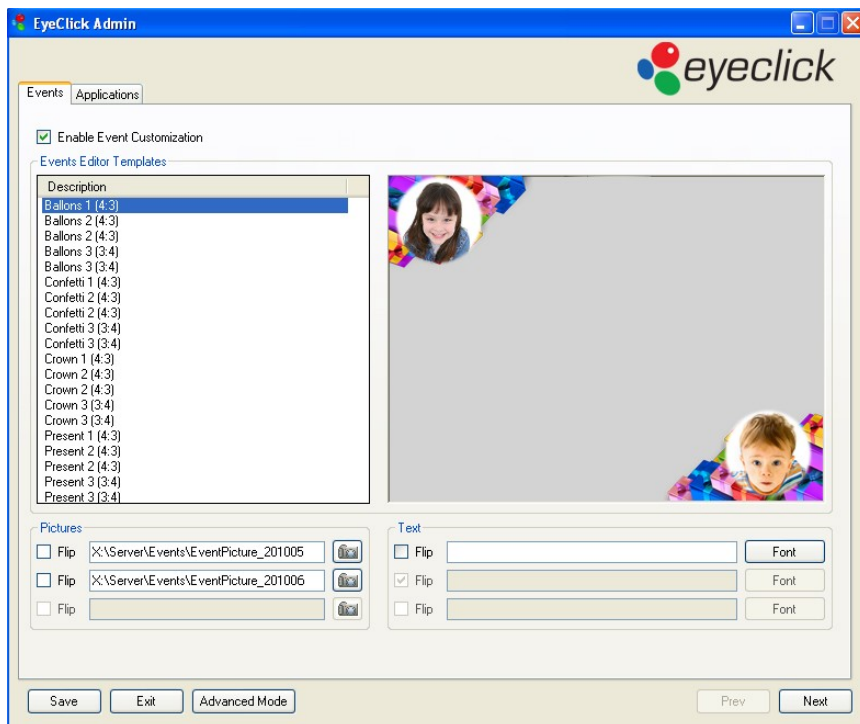 EyeClick Admin
eyeclick
Events Applications
Enable Event Customization
Events Editor Templates
Description
Ballons 1 (4:3)
Ballons 2 (4:3)
Ballons 2 (4:3)
Ballons 3 (3:4)
Ballons 3 (3:4)
Confetti 1 (4:3)
Confetti 2 (4:3)
Confetti 2 (4:3)
Confetti 3 (3:4)
Confetti 3 (3:4)
Crown 1 (4:3)
Crown 2 (4:3)
Crown 2 (4:3)
Crown 3 (3:4)
Crown 3 (3:4)
Present 1 (4:3)
Present 2 (4:3)
Present 2 (4:3)
Present 3 (3:4)
Present 3 (3:4)
Pictures
Flip X:\Server\Events\EventPicture_201005
Flip X:\Server\Events\EventPicture_201006
Flip
Text
Flip Font
Flip Font
Flip Font
Save Exit Advanced Mode Prev Next